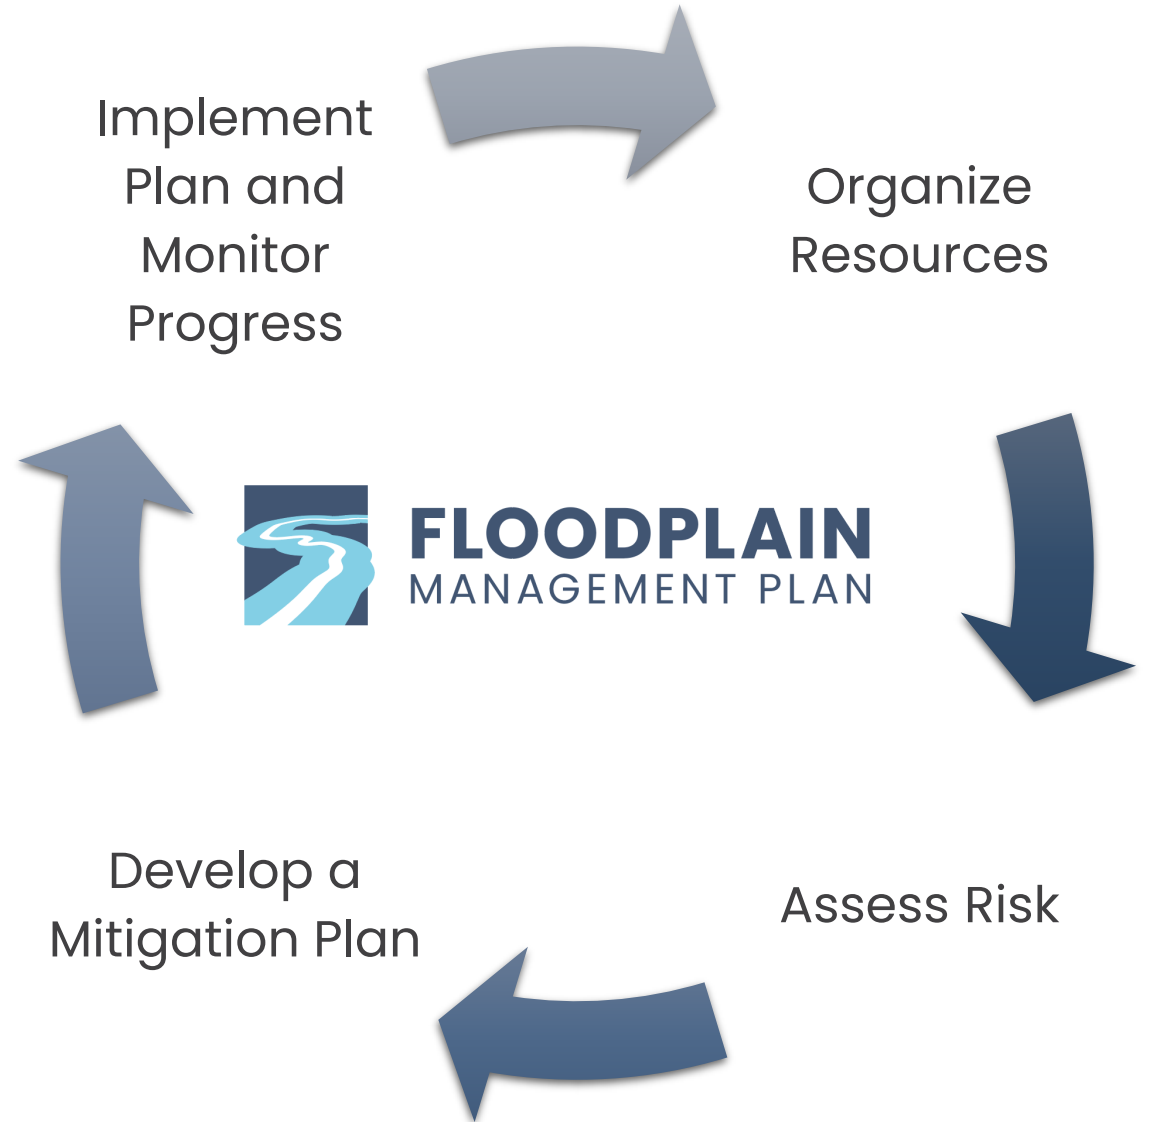 Implement
Plan and
Monitor
Progress
Organize
Resources
FLOODPLAIN
MANAGEMENT PLAN
Develop a
Mitigation Plan
Assess Risk